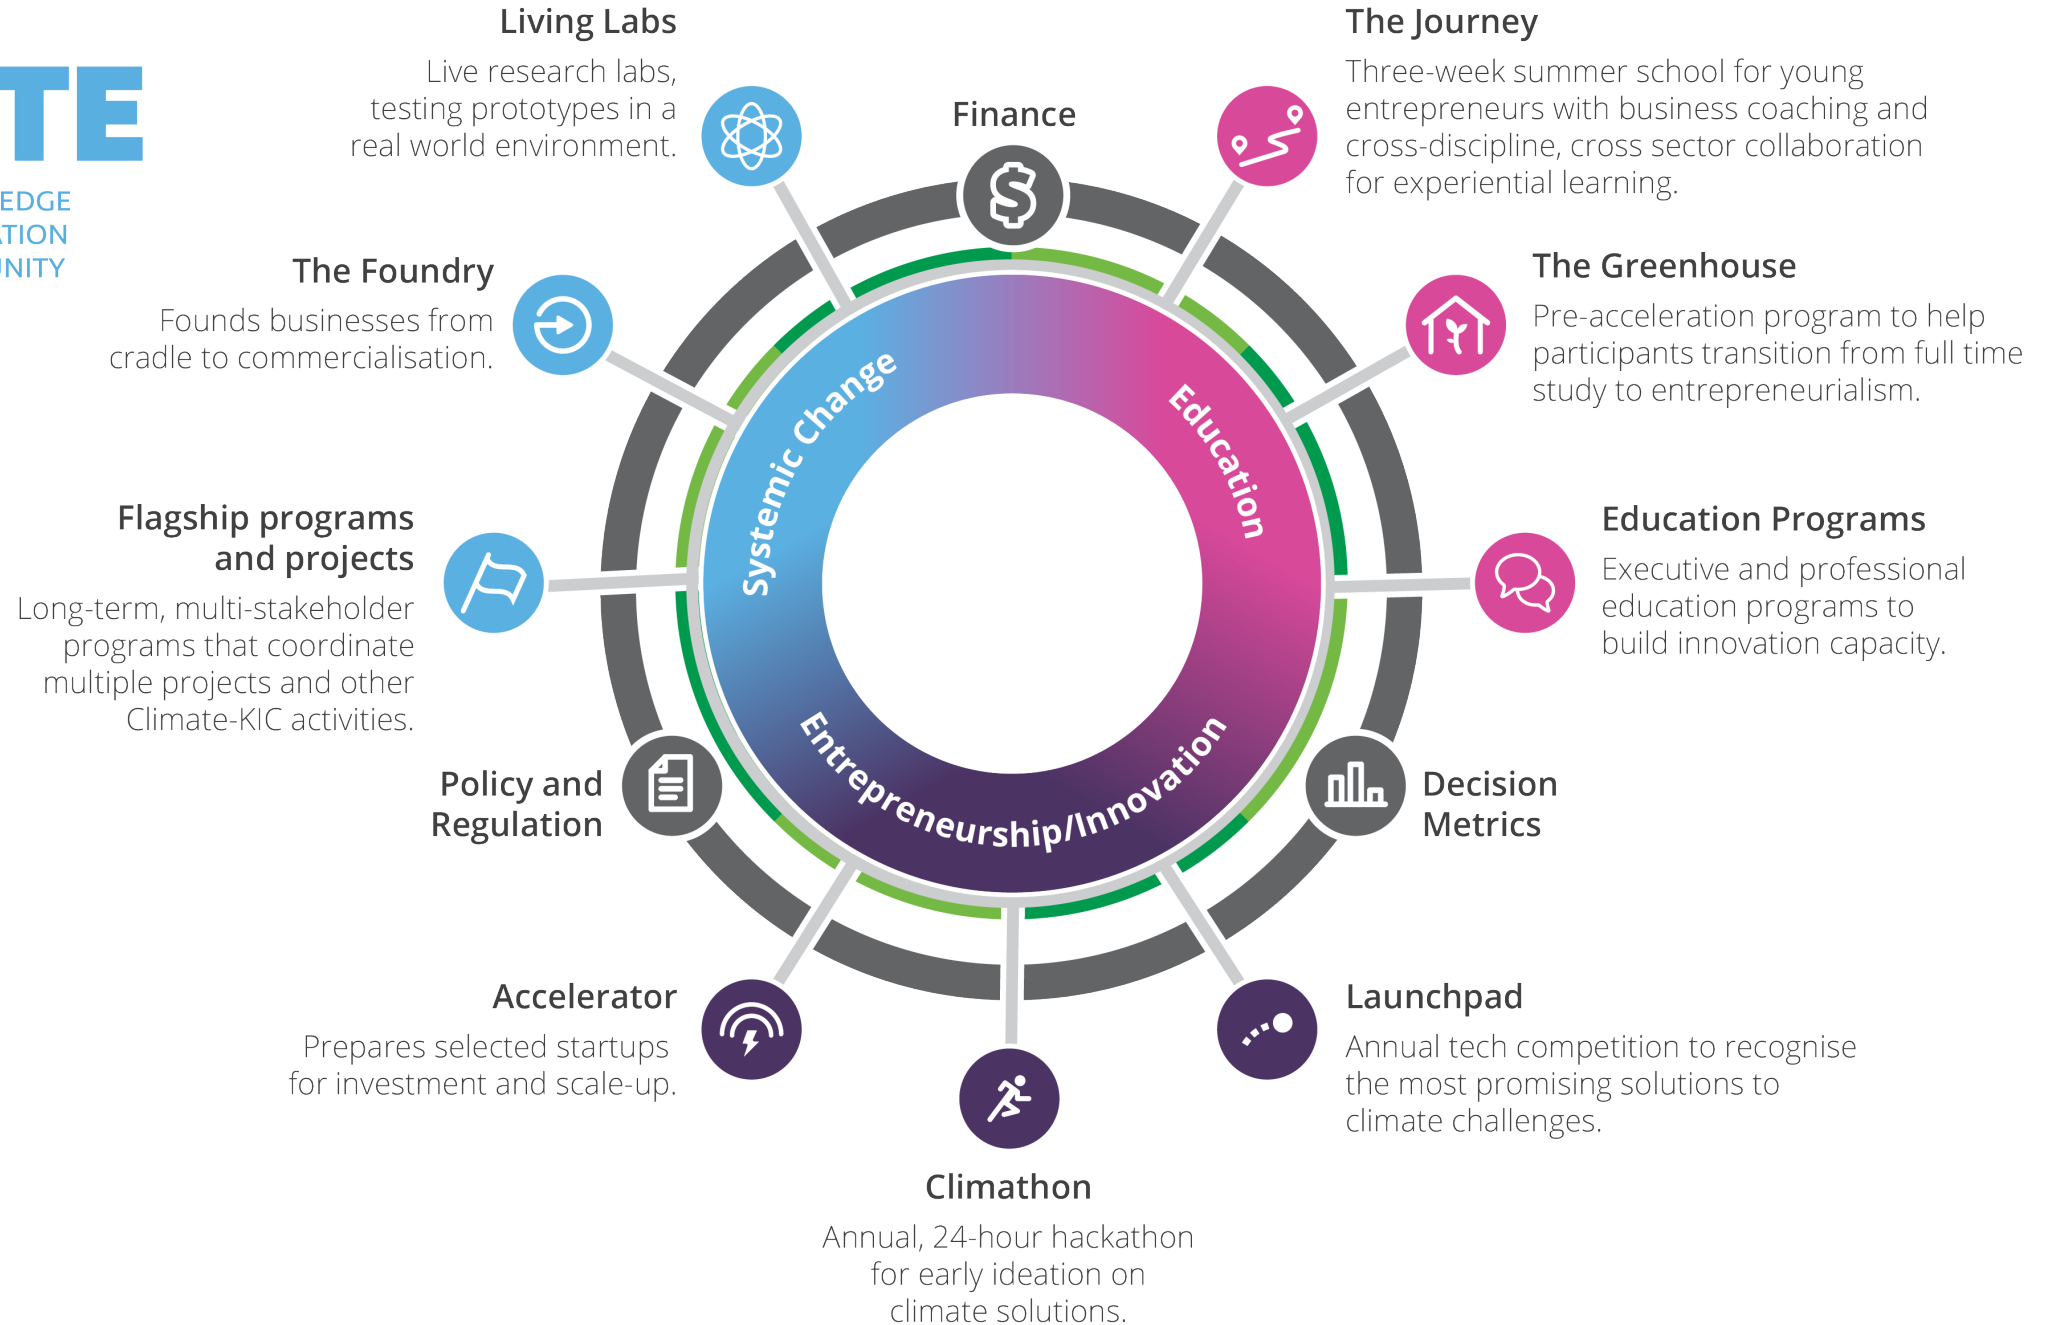 TE
EDGE
ATION
UNITY
Living Labs
Live research labs,
testing prototypes in a
real world environment.
The Foundry
Founds businesses from
cradle to commercialisation.
Flagship programs
and projects
Long-term, multi-stakeholder
programs that coordinate
multiple projects and other
Climate-KIC activities.
Policy and
Regulation
Accelerator
Prepares selected startups
for investment and scale-up.
Finance
Systemic Change
Education
Entrepreneurship/Innovation
Climathon
Annual, 24-hour hackathon
for early ideation on
climate solutions.
The Journey
Three-week summer school for young
entrepreneurs with business coaching and
cross-discipline, cross sector collaboration
for experiential learning.
The Greenhouse
Pre-acceleration program to help
participants transition from full time
study to entrepreneurialism.
Education Programs
Executive and professional
education programs to
build innovation capacity.
Decision
Metrics
Launchpad
Annual tech competition to recognise
the most promising solutions to
climate challenges.